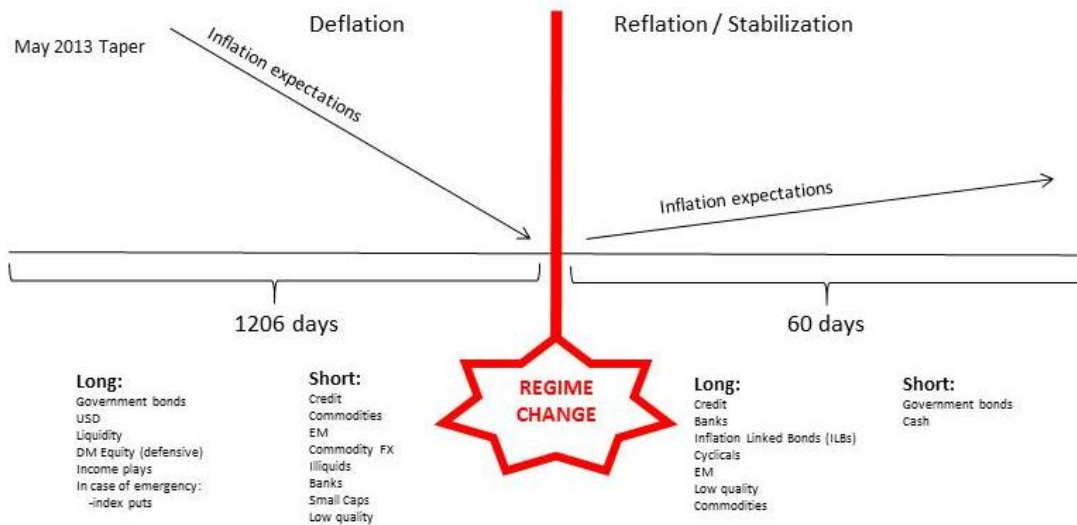 Deflation
Reflation / Stabilization
May 2013 Taper
Inflation expectations
Inflation expectations
1206 days
60 days
REGIME
CHANGE
Long:
Government bonds
USD
Liquidity
DM Equity (defensive)
Income plays
In case of emergency:
-index puts
Short:
Credit
Commodities
EM
Commodity FX
Illiquids
Banks
Small Caps
Low quality
Long:
Credit
Banks
Inflation Linked Bonds (ILBs)
Cyclicals
EM
Low quality
Commodities
Short:
Government bonds
Cash